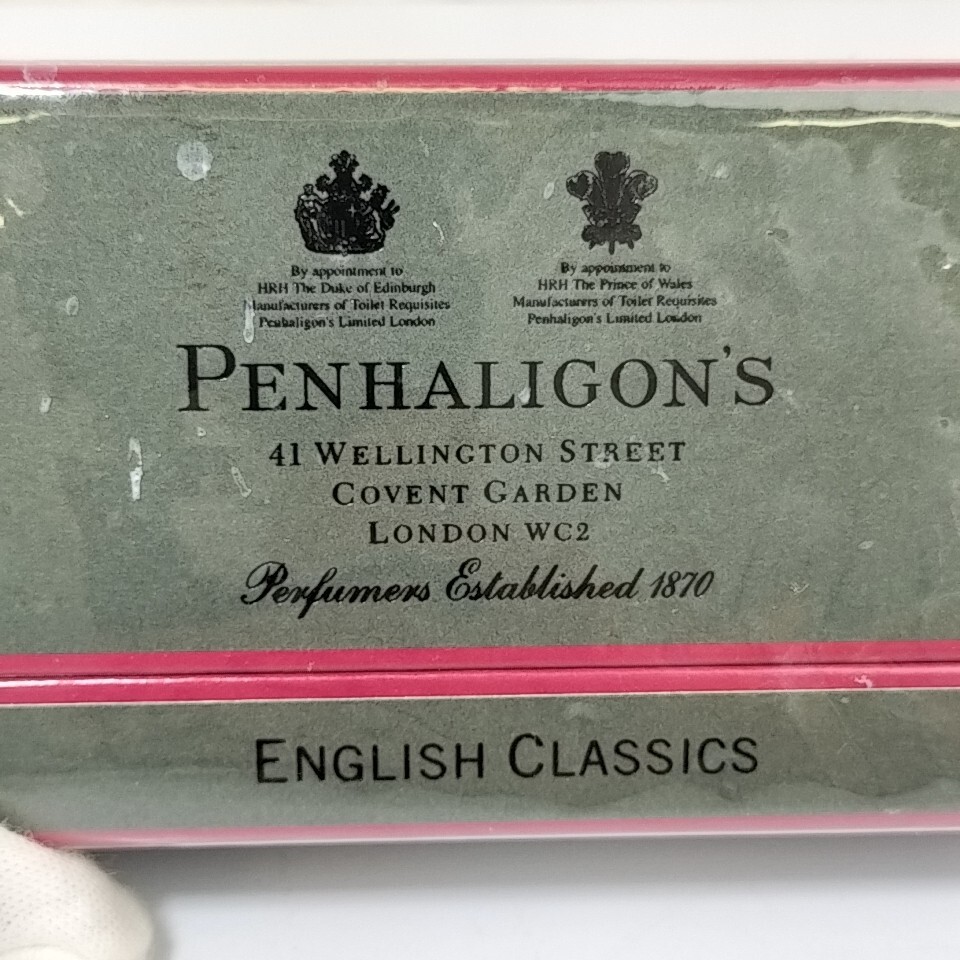 By appointment to
HRH The Duke of Edinburgh
Manufacturers of Toilet Requisites
Penhaligon's Limited London
By appointment to
HRH The Prince of Wales
Manufacturers of Toilet Requisites
Penhaligon's Limited London
PENHALIGON'S
41 WELLINGTON STREET
COVENT GARDEN
LONDON WC2
Perfumers Established 1870
ENGLISH CLASSICS